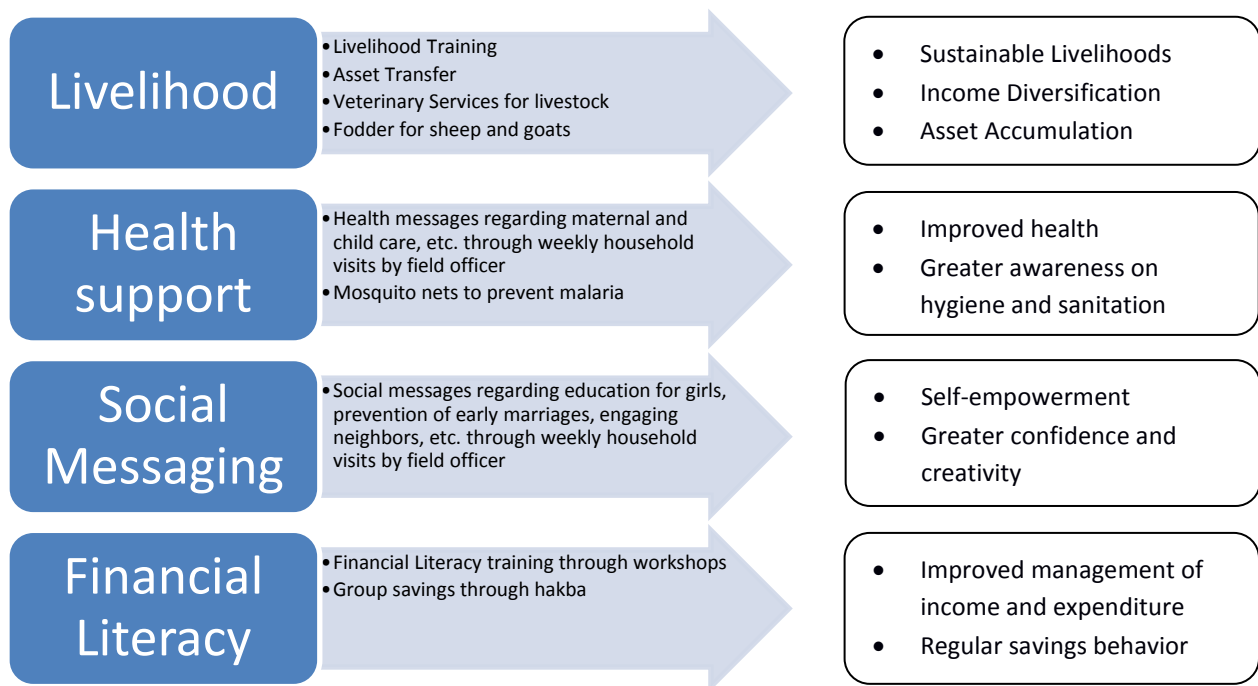 Livelihood
•Livelihood Training
•Asset Transfer
•Veterinary Services for livestock
•Fodder for sheep and goats
• Sustainable Livelihoods
• Income Diversification
• Asset Accumulation
Health
support
•Health messages regarding maternal and
child care, etc. through weekly household
visits by field officer
•Mosquito nets to prevent malaria
• Improved health
• Greater awareness on
hygiene and sanitation
Social
Messaging
•Social messages regarding education for girls,
prevention of early marriages, engaging
neighbors, etc. through weekly household
visits by field officer
• Self-empowerment
• Greater confidence and
creativity
Financial
Literacy
•Financial Literacy training through workshops
•Group savings through hakba
• Improved management of
income and expenditure
• Regular savings behavior